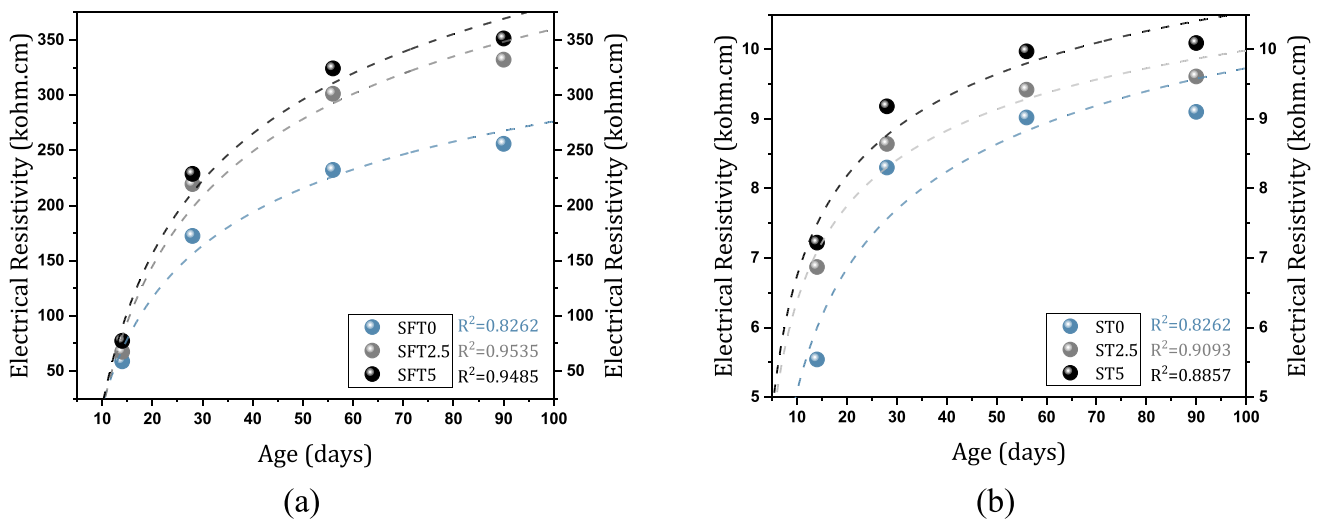 Electrical Resistivity (kohm.cm)
350
300
250
200
150
100
50
10 20 30 40 50 60 70 80 90 100
350
300
250
200
150
100
50
Electrical Resistivity (kohm.cm)
SFT0 R²=0.8262
SFT2.5 R²=0.9535
SFT5 R²=0.9485
Age (days)
(a)
Electrical Resistivity (kohm.cm)
10
9
8
7
6
5
10 20 30 40 50 60 70 80 90 100
10
9
8
7
6
5
Electrical Resistivity (kohm.cm)
ST0 R²=0.8262
ST2.5 R²=0.9093
ST5 R²=0.8857
Age (days)
(b)